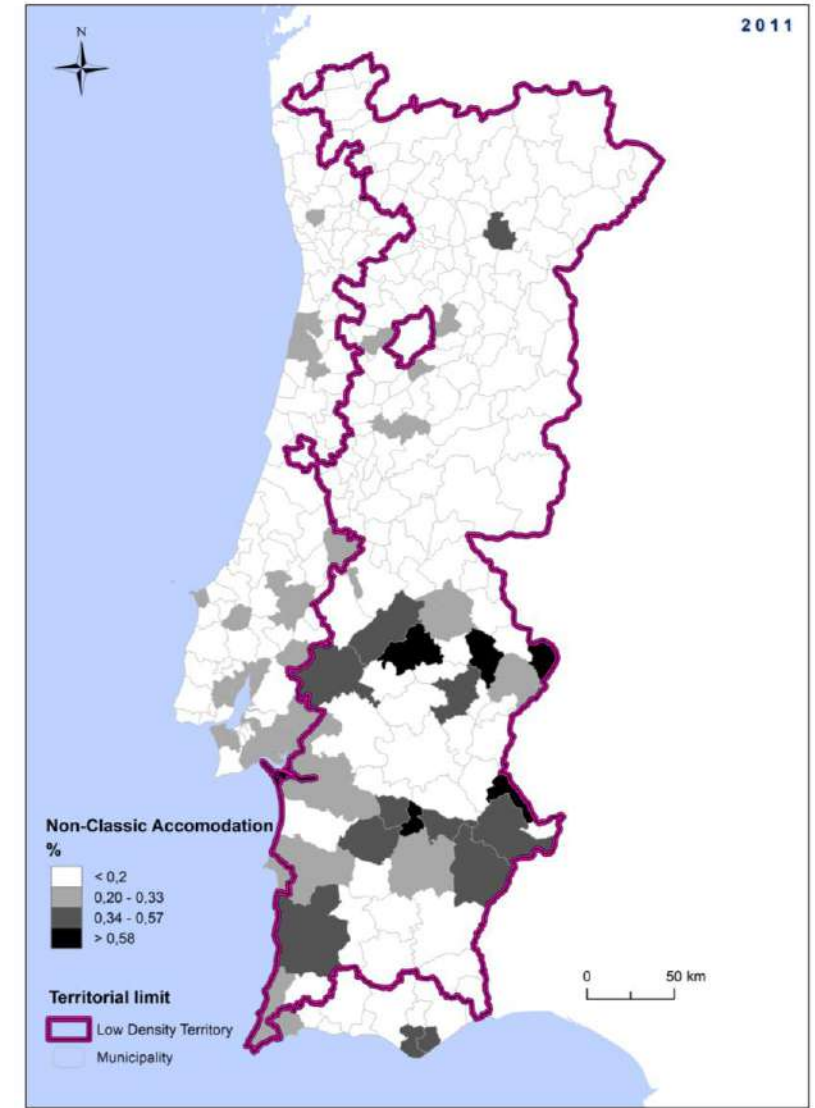 2011
N
Non-Classic Accomodation
%
< 0,2
0,20 - 0,33
0,34 - 0,57
> 0,58
0 50 km
Territorial limit
Low Density Territory
Municipality